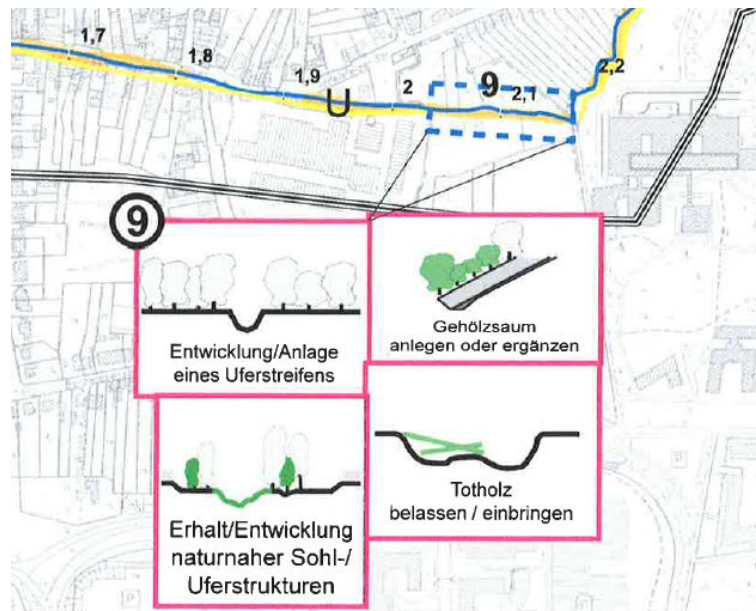 1,7
1,8
1,9
U
2
9
2,1
2,2
9
Entwicklung/Anlage
eines Uferstreifens
Gehölzsaum
anlegen oder ergänzen
Erhalt/Entwicklung
naturnaher Sohl-/
Uferstrukturen
Totholz
belassen / einbringen